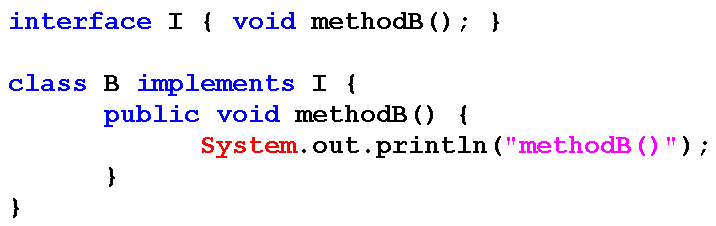 interface I { void methodB(); }
class B implements I {
public void methodB() {
System.out.println("methodB()");
}
}